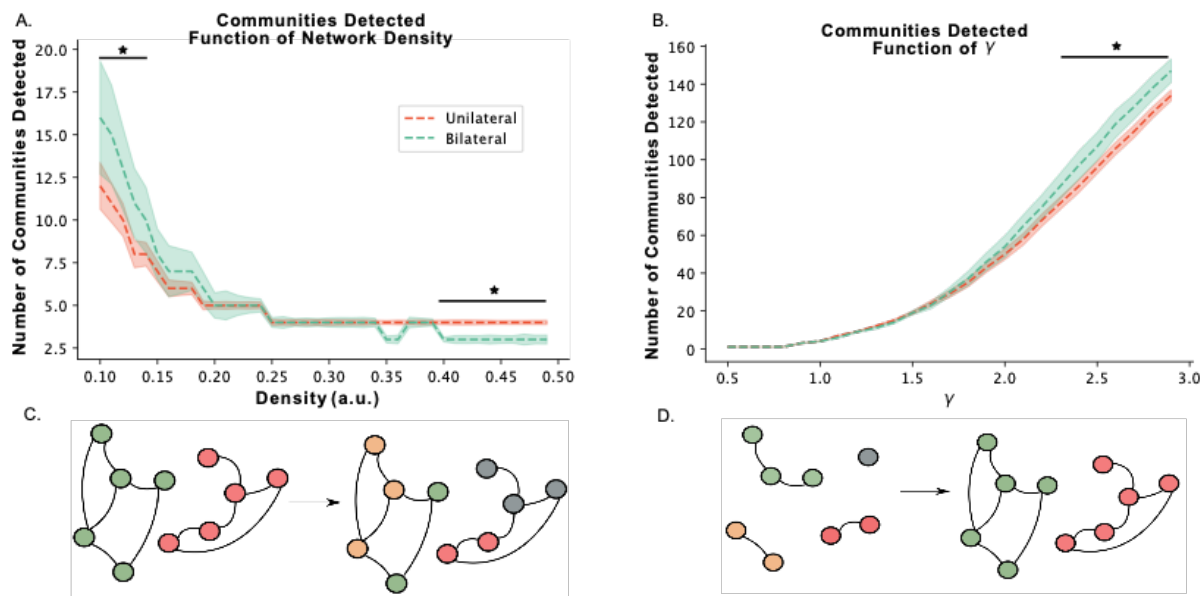 A.
Communities Detected
Function of Network Density
Number of Communities Detected
20.0
17.5
15.0
12.5
10.0
7.5
5.0
2.5
★
Unilateral
Bilateral
★
0.10 0.15 0.20 0.25 0.30 0.35 0.40 0.45 0.50
Density (a.u.)
B.
Communities Detected
Function of γ
Number of Communities Detected
160
140
120
100
80
60
40
20
0
★
0.5 1.0 1.5 2.0 2.5 3.0
γ
C.
D.